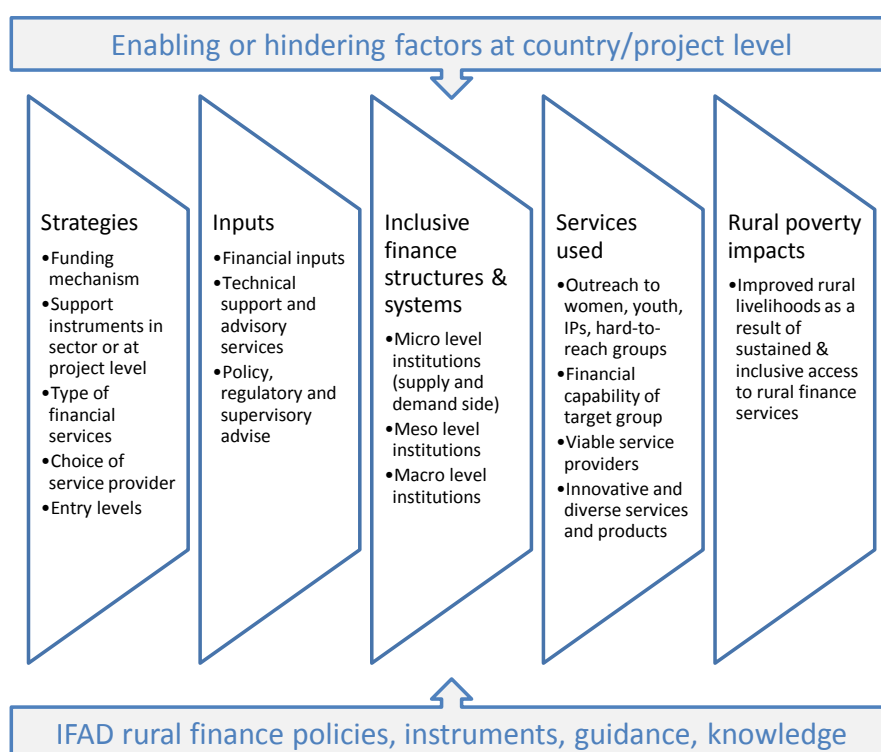 Enabling or hindering factors at country/project level
Strategies
•Funding
mechanism
•Support
instruments in
sector or at
project level
•Type of
financial
services
•Choice of
service provider
•Entry levels
Inputs
•Financial inputs
•Technical
support and
advisory
services
•Policy,
regulatory and
supervisory
advise
Inclusive
finance
structures &
systems
•Micro level
institutions
(supply and
demand side)
•Meso level
institutions
•Macro level
institutions
Services
used
•Outreach to
women, youth,
IPs, hard-to-
reach groups
•Financial
capability of
target group
•Viable service
providers
•Innovative and
diverse services
and products
Rural poverty
impacts
•Improved rural
livelihoods as a
result of
sustained &
inclusive access
to rural finance
services
IFAD rural finance policies, instruments, guidance, knowledge